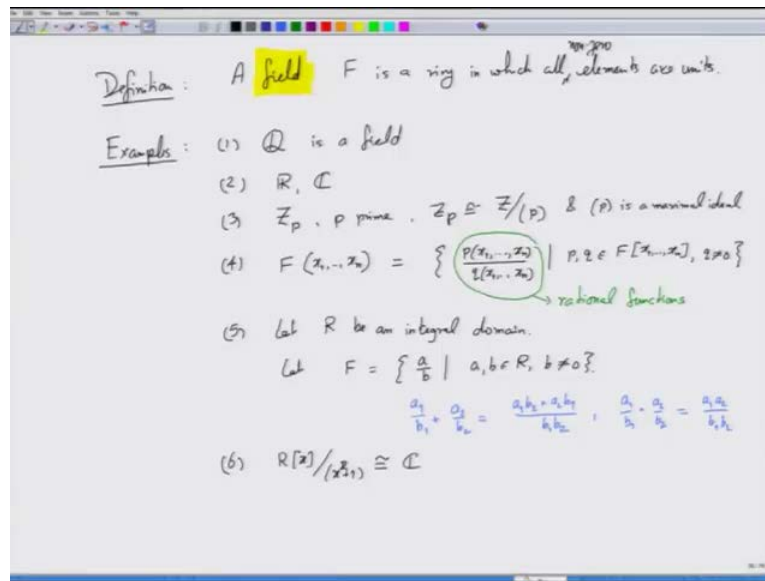 non-zero
Definition : A field F is a ring in which all elements are units.
Examples : (1) ℚ is a field
(2) ℝ, ℂ
(3) ℤp , p prime , ℤp ≅ ℤ/(p) & (p) is a maximal ideal
(4) F (x₁,..,xₙ) = { p(x₁,...,xₙ)/q(x₁,..,xₙ) | p, q ∈ F[x₁,...,xₙ], q≠0 }
→ rational functions
(5) Let R be an integral domain.
Let F = { a/b | a, b ∈ R, b ≠ 0 }.
a₁/b₁ + a₂/b₂ = (a₁b₂ + a₂b₁)/b₁b₂ , a₁/b₁ · a₂/b₂ = a₁a₂/b₁b₂
(6) ℝ[x]/(x²+1) ≅ ℂ